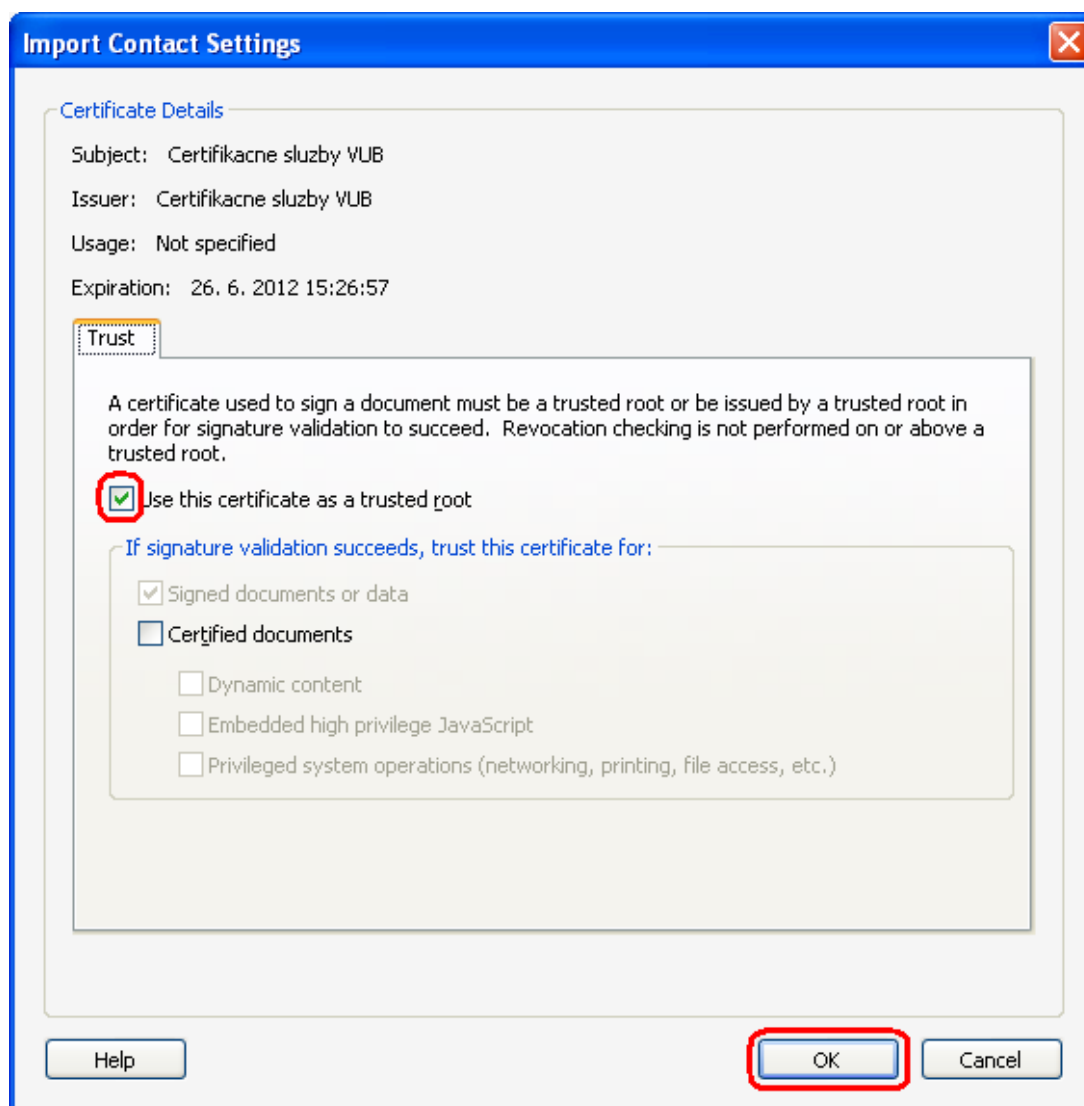 Import Contact Settings
Certificate Details
Subject: Certifikacne sluzby VUB
Issuer: Certifikacne sluzby VUB
Usage: Not specified
Expiration: 26. 6. 2012 15:26:57
Trust
A certificate used to sign a document must be a trusted root or be issued by a trusted root in
order for signature validation to succeed. Revocation checking is not performed on or above a
trusted root.
Use this certificate as a trusted root
If signature validation succeeds, trust this certificate for:
Signed documents or data
Certified documents
Dynamic content
Embedded high privilege JavaScript
Privileged system operations (networking, printing, file access, etc.)
Help OK Cancel